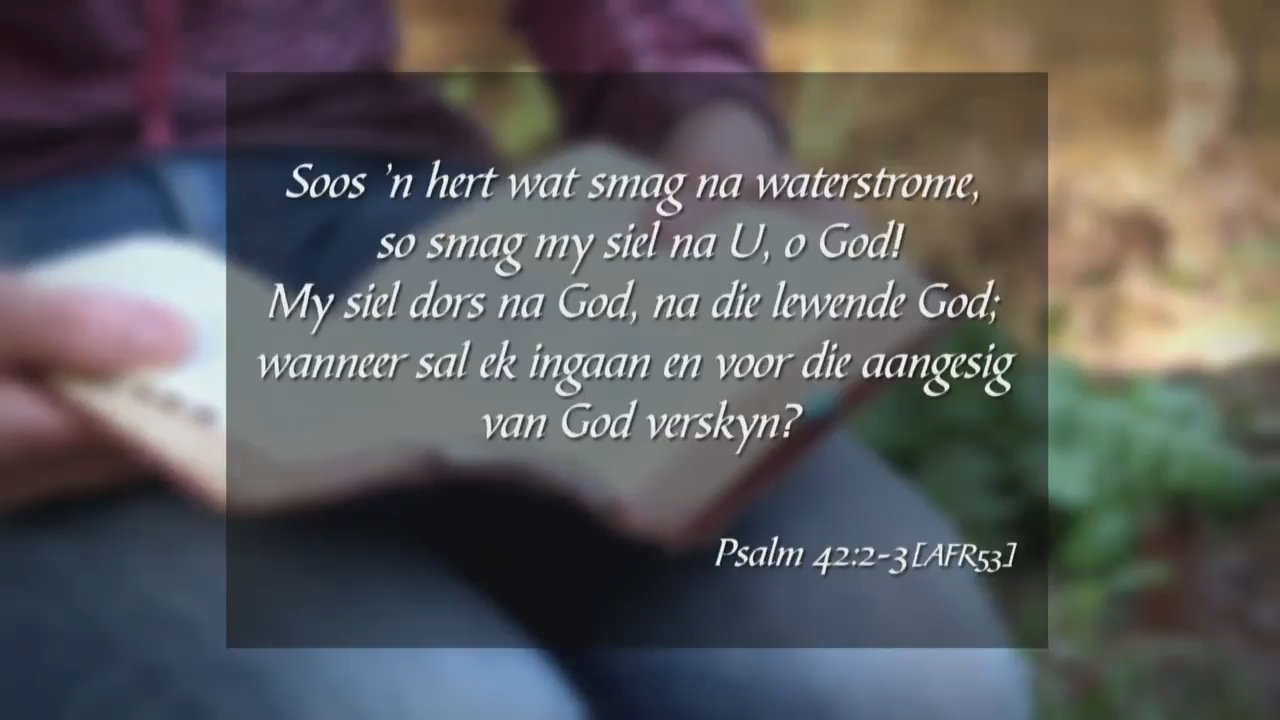 Soos 'n hert wat smag na waterstrome,
so smag my siel na U, o God!
My siel dors na God, na die lewende God;
wanneer sal ek ingaan en voor die aangesig
van God verskyn?
Psalm 42:2-3 [AFR53]